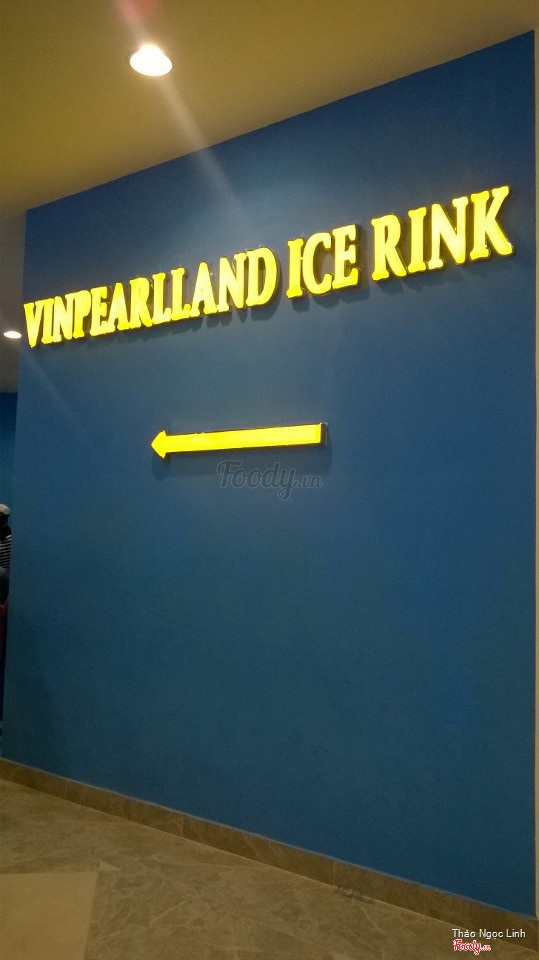 VINPEARLLAND ICE RINK
Foody.vn
Thảo Ngọc Linh
Foody.vn